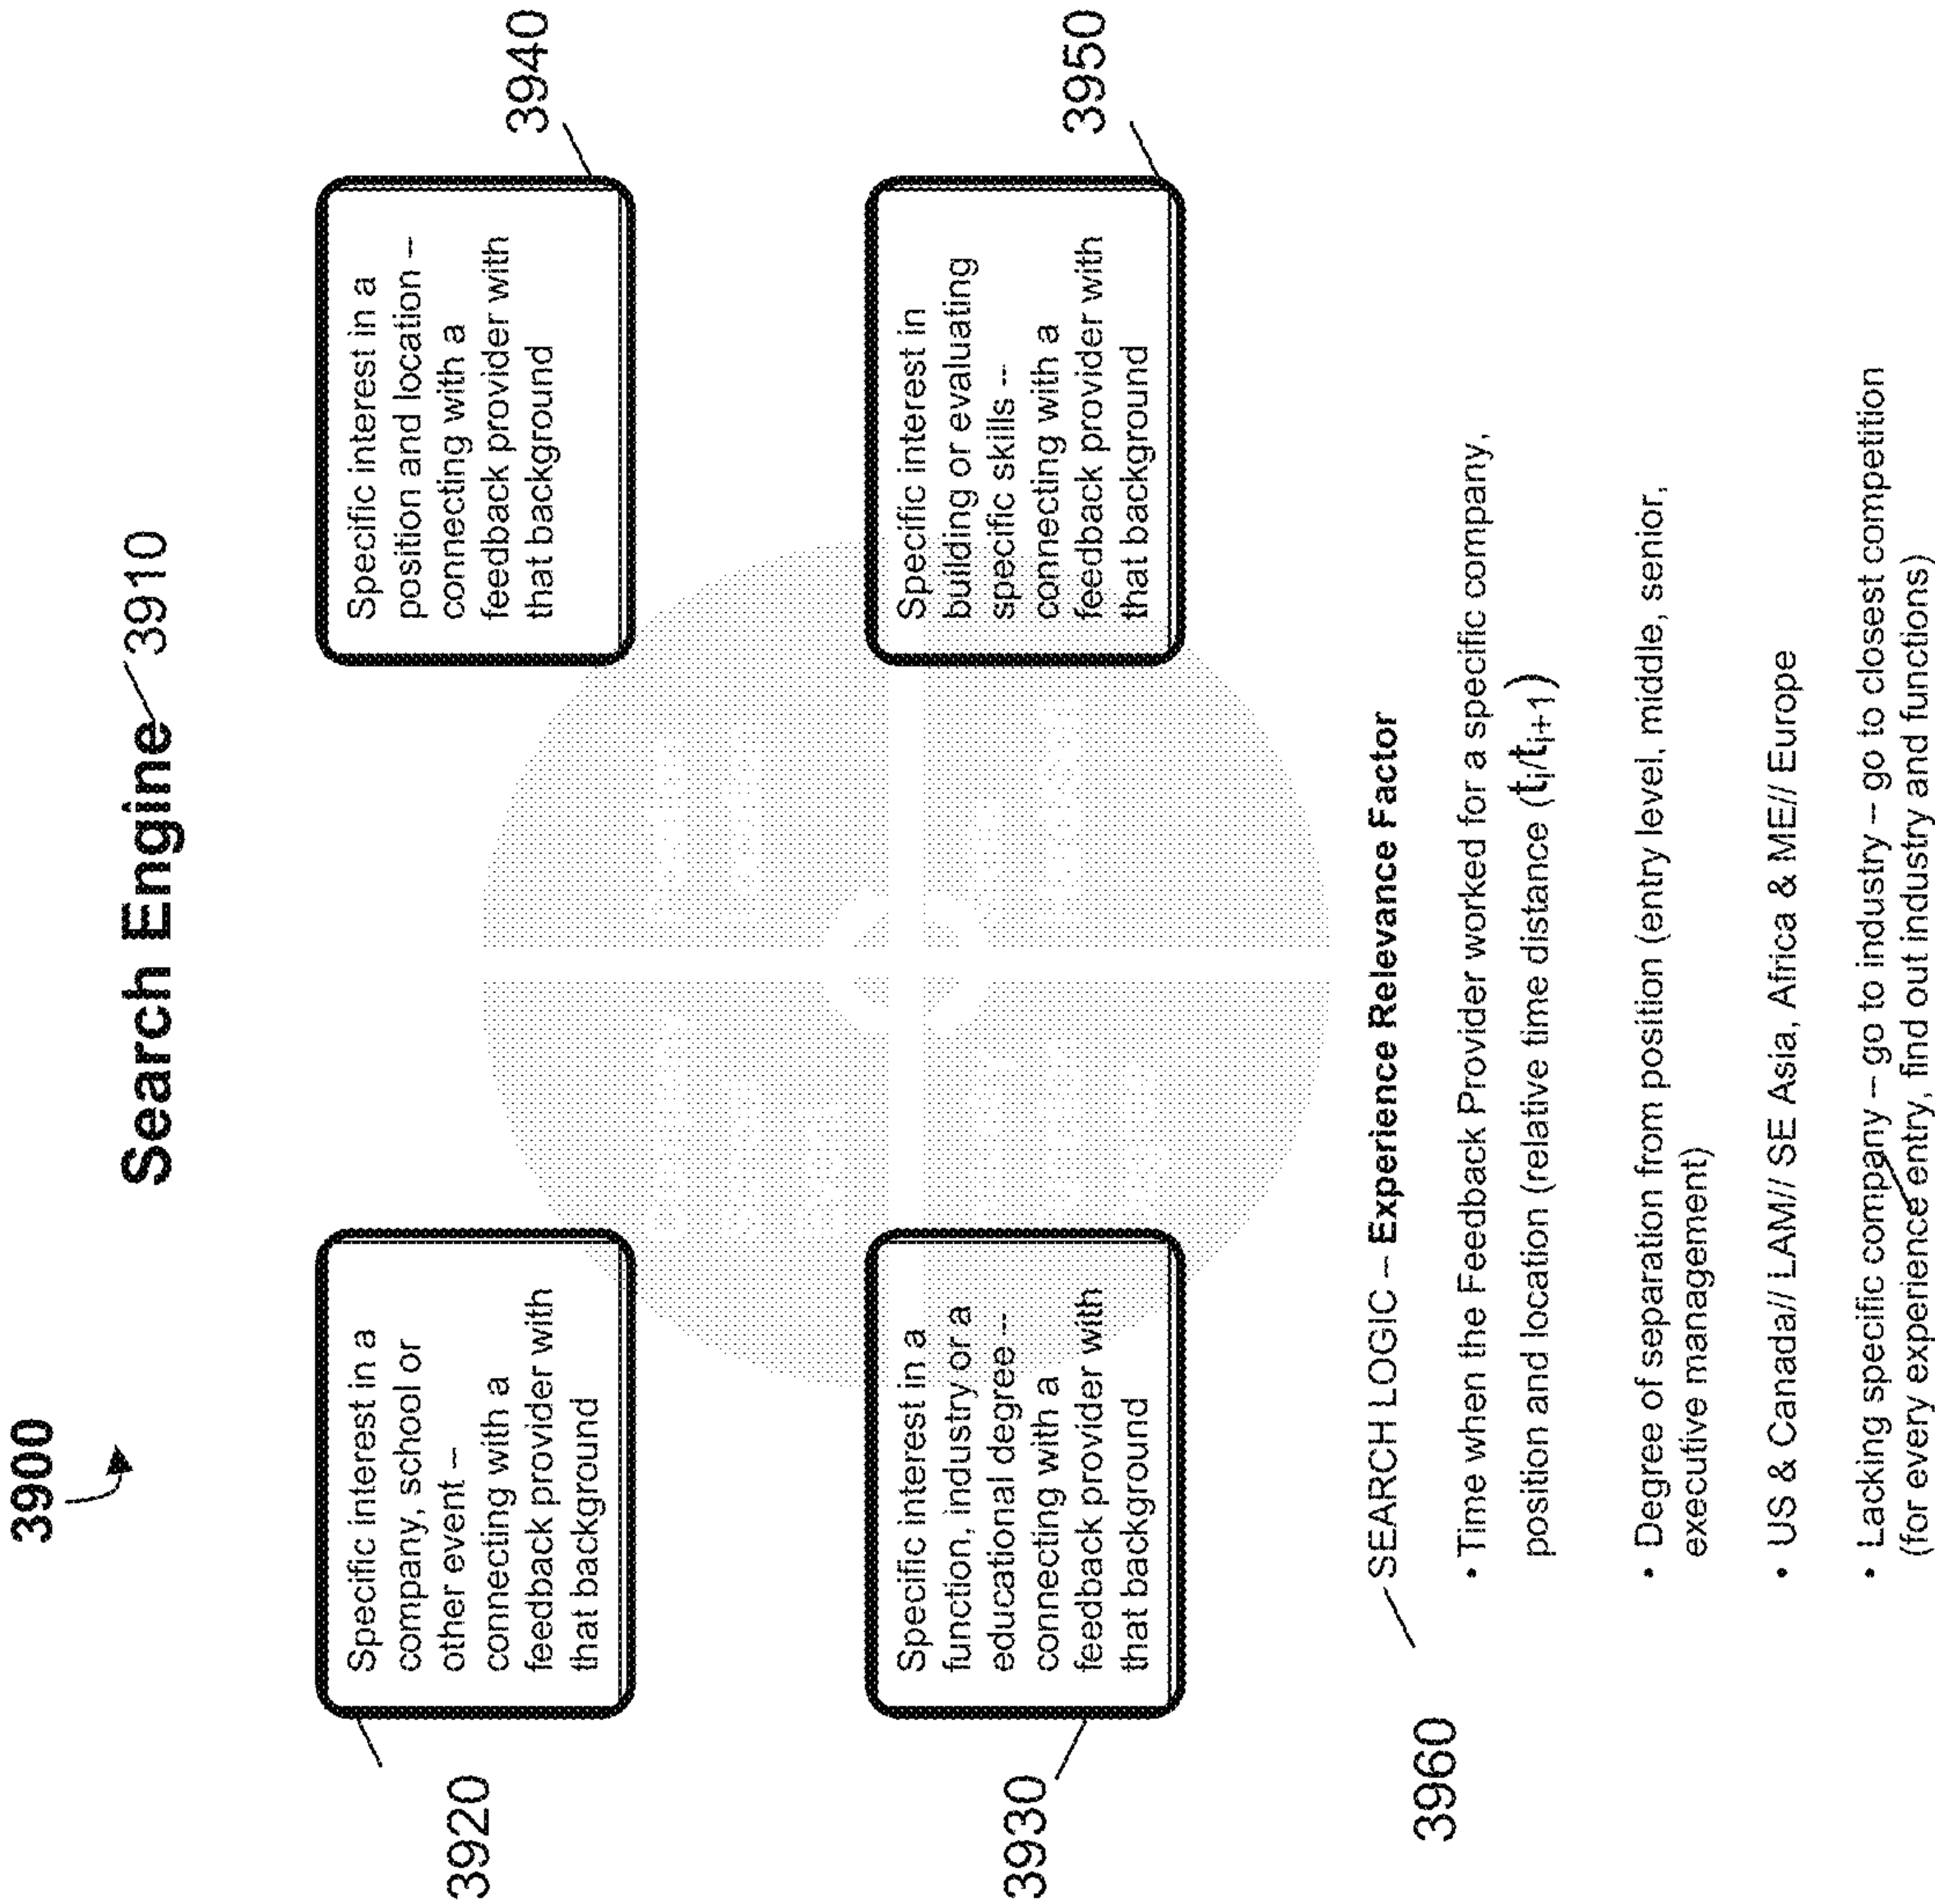 3900
Search Engine 3910
3920
Specific interest in a
company, school or
other event –
connecting with a
feedback provider with
that background
3940
Specific interest in a
position and location –
connecting with a
feedback provider with
that background
3930
Specific interest in a
function, industry or a
educational degree --
connecting with a
feedback provider with
that background
3950
Specific interest in
building or evaluating
specific skills --
connecting with a
feedback provider with
that background
3960
SEARCH LOGIC – Experience Relevance Factor
• Time when the Feedback Provider worked for a specific company,
position and location (relative time distance (tᵢ/tᵢ₊₁)
• Degree of separation from position (entry level, middle, senior,
executive management)
• US & Canada// LAM// SE Asia, Africa & ME// Europe
• Lacking specific company – go to industry – go to closest competition
(for every experience entry, find out industry and functions)